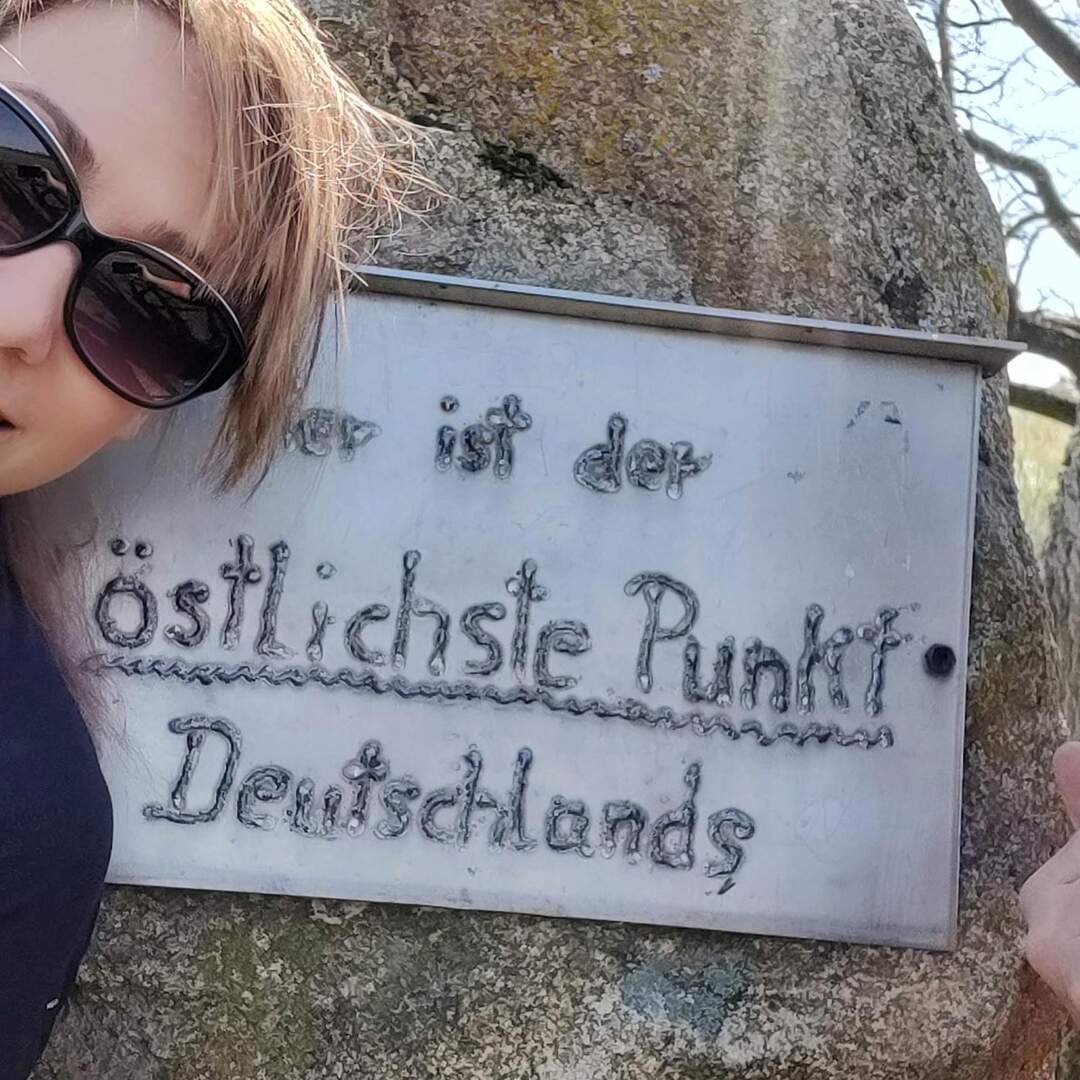 ist der
östlichste Punkt
Deutschlands